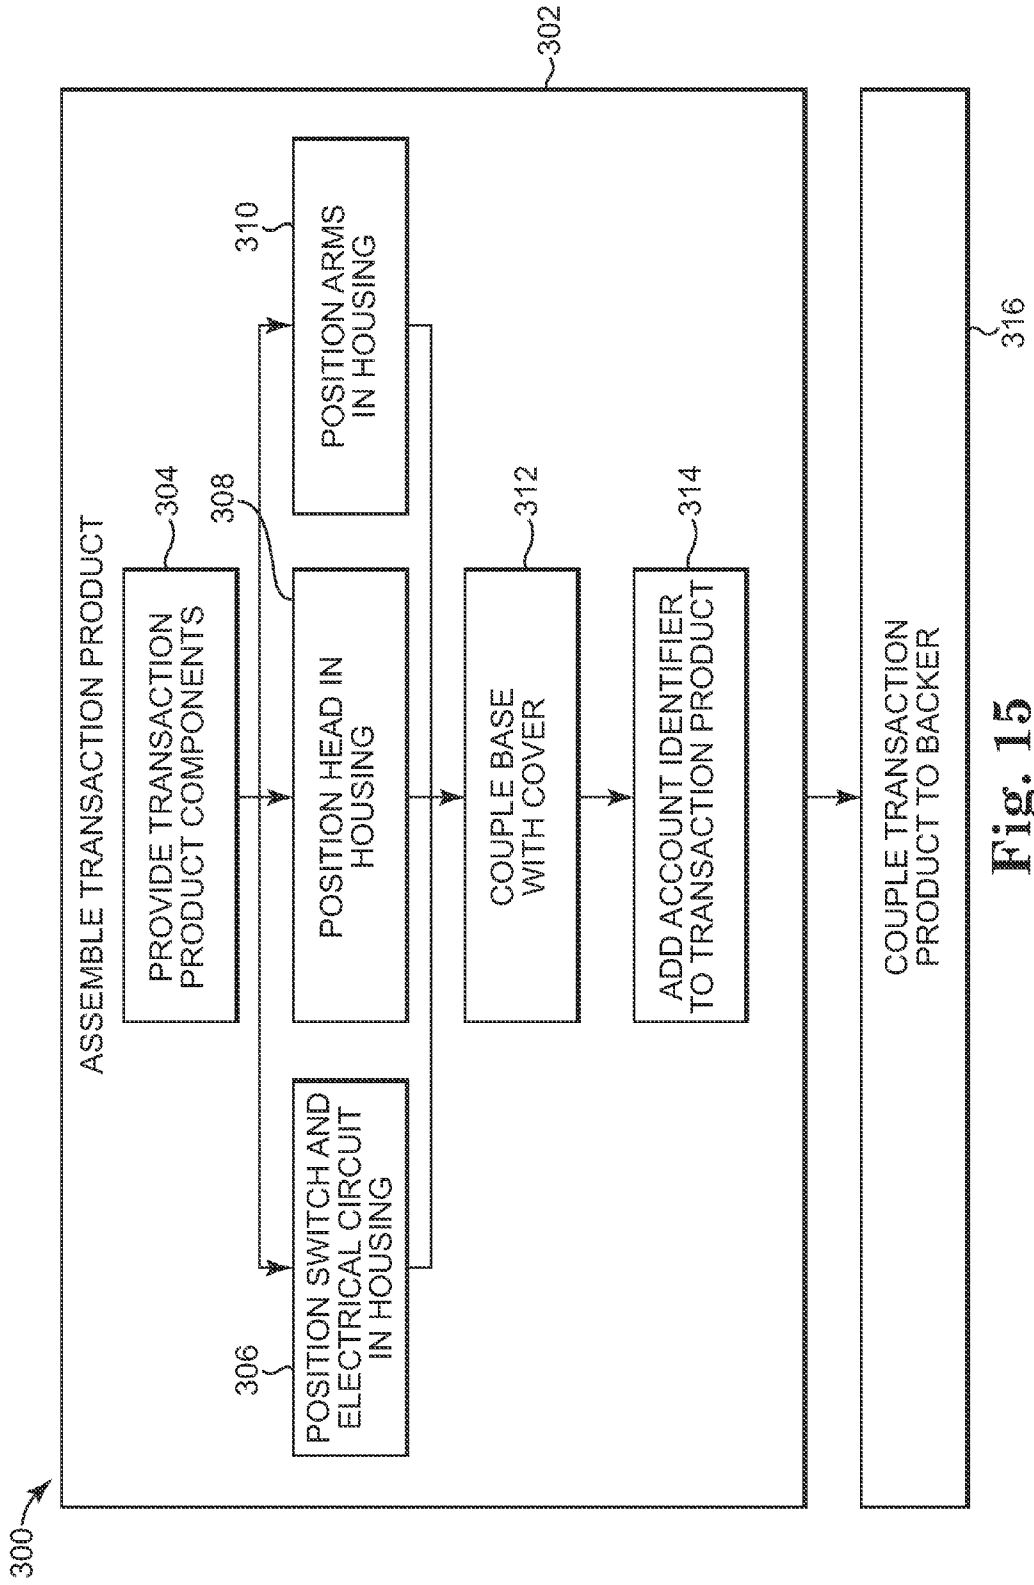 300
302
ASSEMBLE TRANSACTION PRODUCT
304
PROVIDE TRANSACTION
PRODUCT COMPONENTS
306
POSITION SWITCH AND
ELECTRICAL CIRCUIT
IN HOUSING
308
POSITION HEAD IN
HOUSING
310
POSITION ARMS
IN HOUSING
312
COUPLE BASE
WITH COVER
314
ADD ACCOUNT IDENTIFIER
TO TRANSACTION PRODUCT
COUPLE TRANSACTION
PRODUCT TO BACKER
316
Fig. 15